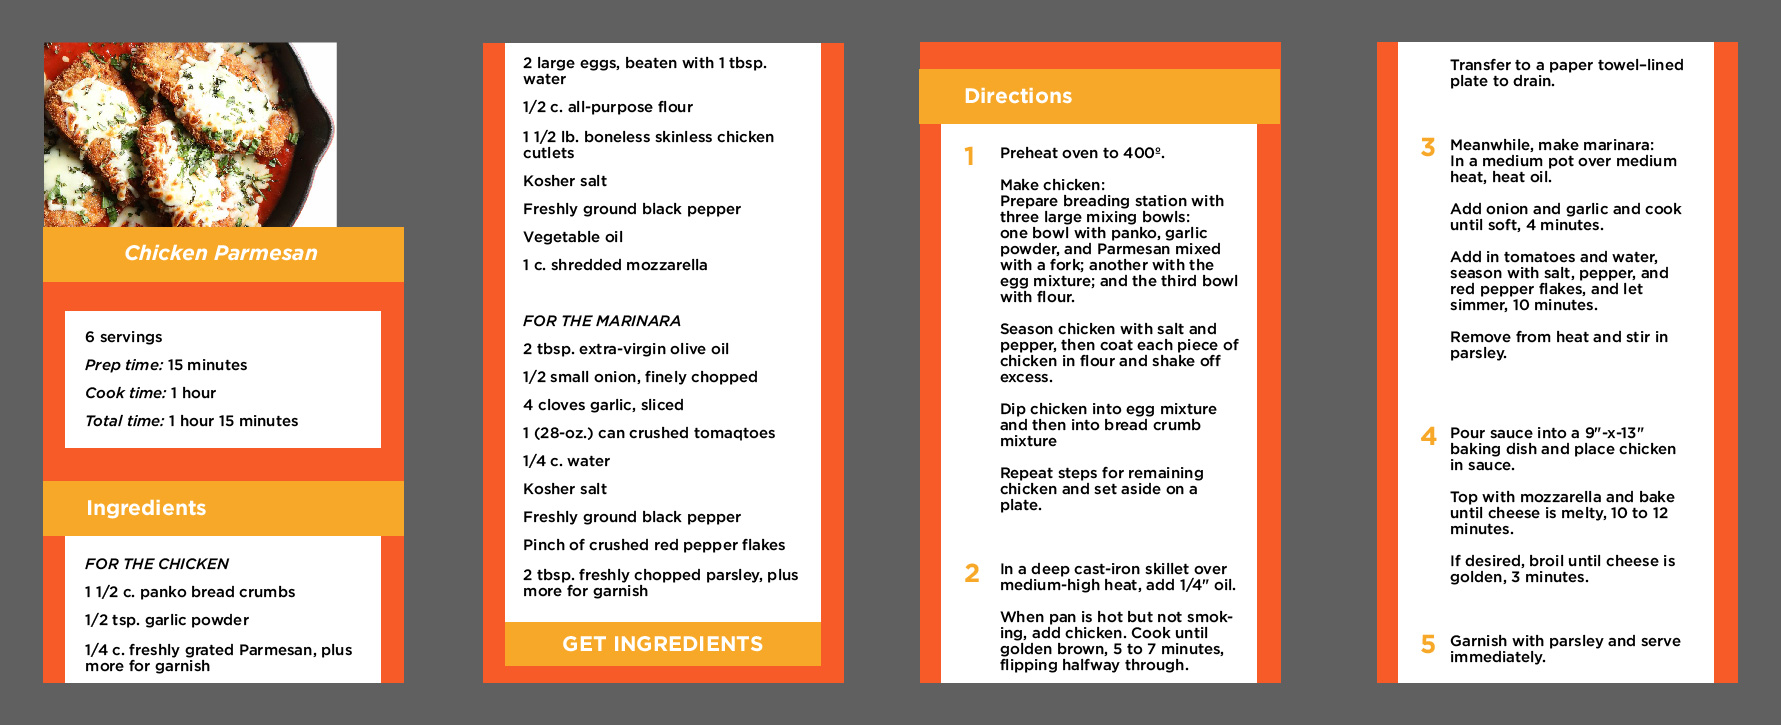 Chicken Parmesan
6 servings
Prep time: 15 minutes
Cook time: 1 hour
Total time: 1 hour 15 minutes
Ingredients
FOR THE CHICKEN
1 1/2 c. panko bread crumbs
1/2 tsp. garlic powder
1/4 c. freshly grated Parmesan, plus
more for garnish
2 large eggs, beaten with 1 tbsp.
water
1/2 c. all-purpose flour
1 1/2 lb. boneless skinless chicken
cutlets
Kosher salt
Freshly ground black pepper
Vegetable oil
1 c. shredded mozzarella
FOR THE MARINARA
2 tbsp. extra-virgin olive oil
1/2 small onion, finely chopped
4 cloves garlic, sliced
1 (28-oz.) can crushed tomaqtoes
1/4 c. water
Kosher salt
Freshly ground black pepper
Pinch of crushed red pepper flakes
2 tbsp. freshly chopped parsley, plus
more for garnish
GET INGREDIENTS
Directions
1 Preheat oven to 400º.
Make chicken:
Prepare breading station with
three large mixing bowls:
one bowl with panko, garlic
powder, and Parmesan mixed
with a fork; another with the
egg mixture; and the third bowl
with flour.
Season chicken with salt and
pepper, then coat each piece of
chicken in flour and shake off
excess.
Dip chicken into egg mixture
and then into bread crumb
mixture
Repeat steps for remaining
chicken and set aside on a
plate.
2 In a deep cast-iron skillet over
medium-high heat, add 1/4" oil.
When pan is hot but not smok-
ing, add chicken. Cook until
golden brown, 5 to 7 minutes,
flipping halfway through.
Transfer to a paper towel–lined
plate to drain.
3 Meanwhile, make marinara:
In a medium pot over medium
heat, heat oil.
Add onion and garlic and cook
until soft, 4 minutes.
Add in tomatoes and water,
season with salt, pepper, and
red pepper flakes, and let
simmer, 10 minutes.
Remove from heat and stir in
parsley.
4 Pour sauce into a 9"-x-13"
baking dish and place chicken
in sauce.
Top with mozzarella and bake
until cheese is melty, 10 to 12
minutes.
If desired, broil until cheese is
golden, 3 minutes.
5 Garnish with parsley and serve
immediately.